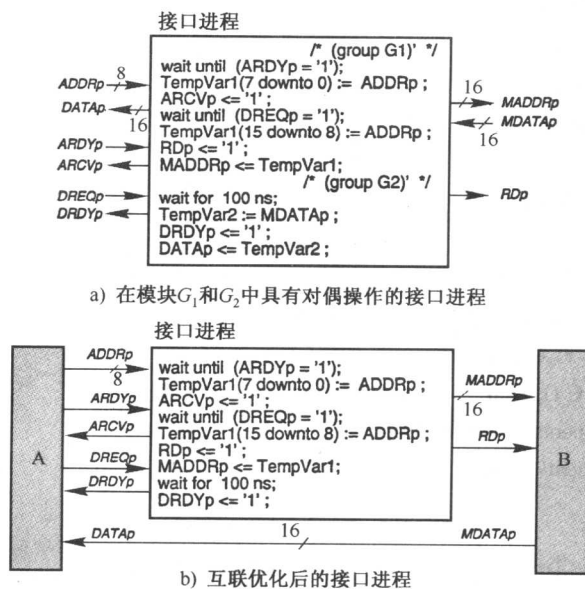 接口进程
/* (group G1)' */
wait until (ARDYp = '1');
TempVar1(7 downto 0) := ADDRp ;
ARCVp <= '1' ;
wait until (DREQp = '1');
TempVar1(15 downto 8) := ADDRp ;
RDp <= '1' ;
MADDRp <= TempVar1;
/* (group G2)' */
wait for 100 ns;
TempVar2 := MDATAp ;
DRDYp <= '1' ;
DATAp <= TempVar2 ;
ADDRp
8
DATAp
16
ARDYp
ARCVp
DREQp
DRDYp
16
MADDRp
MDATAp
16
RDp
a) 在模块G1和G2中具有对偶操作的接口进程
接口进程
A
ADDRp
8
ARDYp
ARCVp
DREQp
DRDYp
wait until (ARDYp = '1');
TempVar1(7 downto 0) := ADDRp ;
ARCVp <= '1' ;
wait until (DREQp = '1');
TempVar1(15 downto 8) := ADDRp ;
RDp <= '1' ;
MADDRp <= TempVar1;
wait for 100 ns;
DRDYp <= '1' ;
MADDRp
16
RDp
B
DATAp
16
MDATAp
b) 互联优化后的接口进程